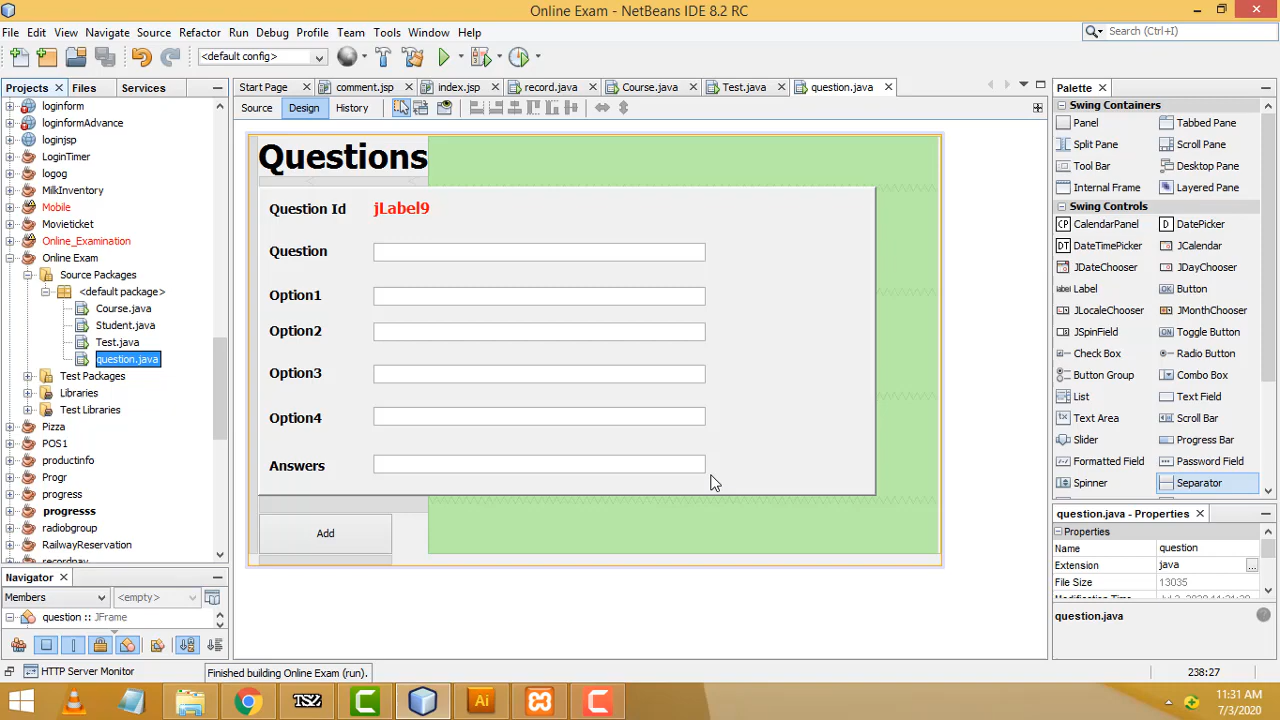 Online Exam - NetBeans IDE 8.2 RC
File Edit View Navigate Source Refactor Run Debug Profile Team Tools Window Help
Search (Ctrl+I)
<default config>
Projects Files Services
Start Page comment.jsp index.jsp record.java Course.java Test.java question.java
Palette
Source Design History
loginform
loginformAdvance
loginjsp
LoginTimer
logog
MilkInventory
Mobile
Movieticket
Online_Examination
Online Exam
Source Packages
<default package>
Course.java
Student.java
Test.java
question.java
Test Packages
Libraries
Test Libraries
Pizza
POS1
productinfo
Progr
progress
progresss
radiobgroup
RailwayReservation
Questions
Question Id jLabel9
Question
Option1
Option2
Option3
Option4
Answers
Add
Swing Containers
Panel Tabbed Pane
Split Pane Scroll Pane
Tool Bar Desktop Pane
Internal Frame Layered Pane
Swing Controls
CalendarPanel DatePicker
DateTimePicker JCalendar
JDateChooser JDayChooser
Label Button
JLocaleChooser JMonthChooser
JSpinField Toggle Button
Check Box Radio Button
Button Group Combo Box
List Text Field
Text Area Scroll Bar
Slider Progress Bar
Formatted Field Password Field
Spinner Separator
question.java - Properties
Properties
Name question
Extension java
File Size 13035
question.java
Navigator
Members <empty>
question :: JFrame
HTTP Server Monitor
Finished building Online Exam (run).
238:27
TSZ
Ai
11:31 AM
7/3/2020